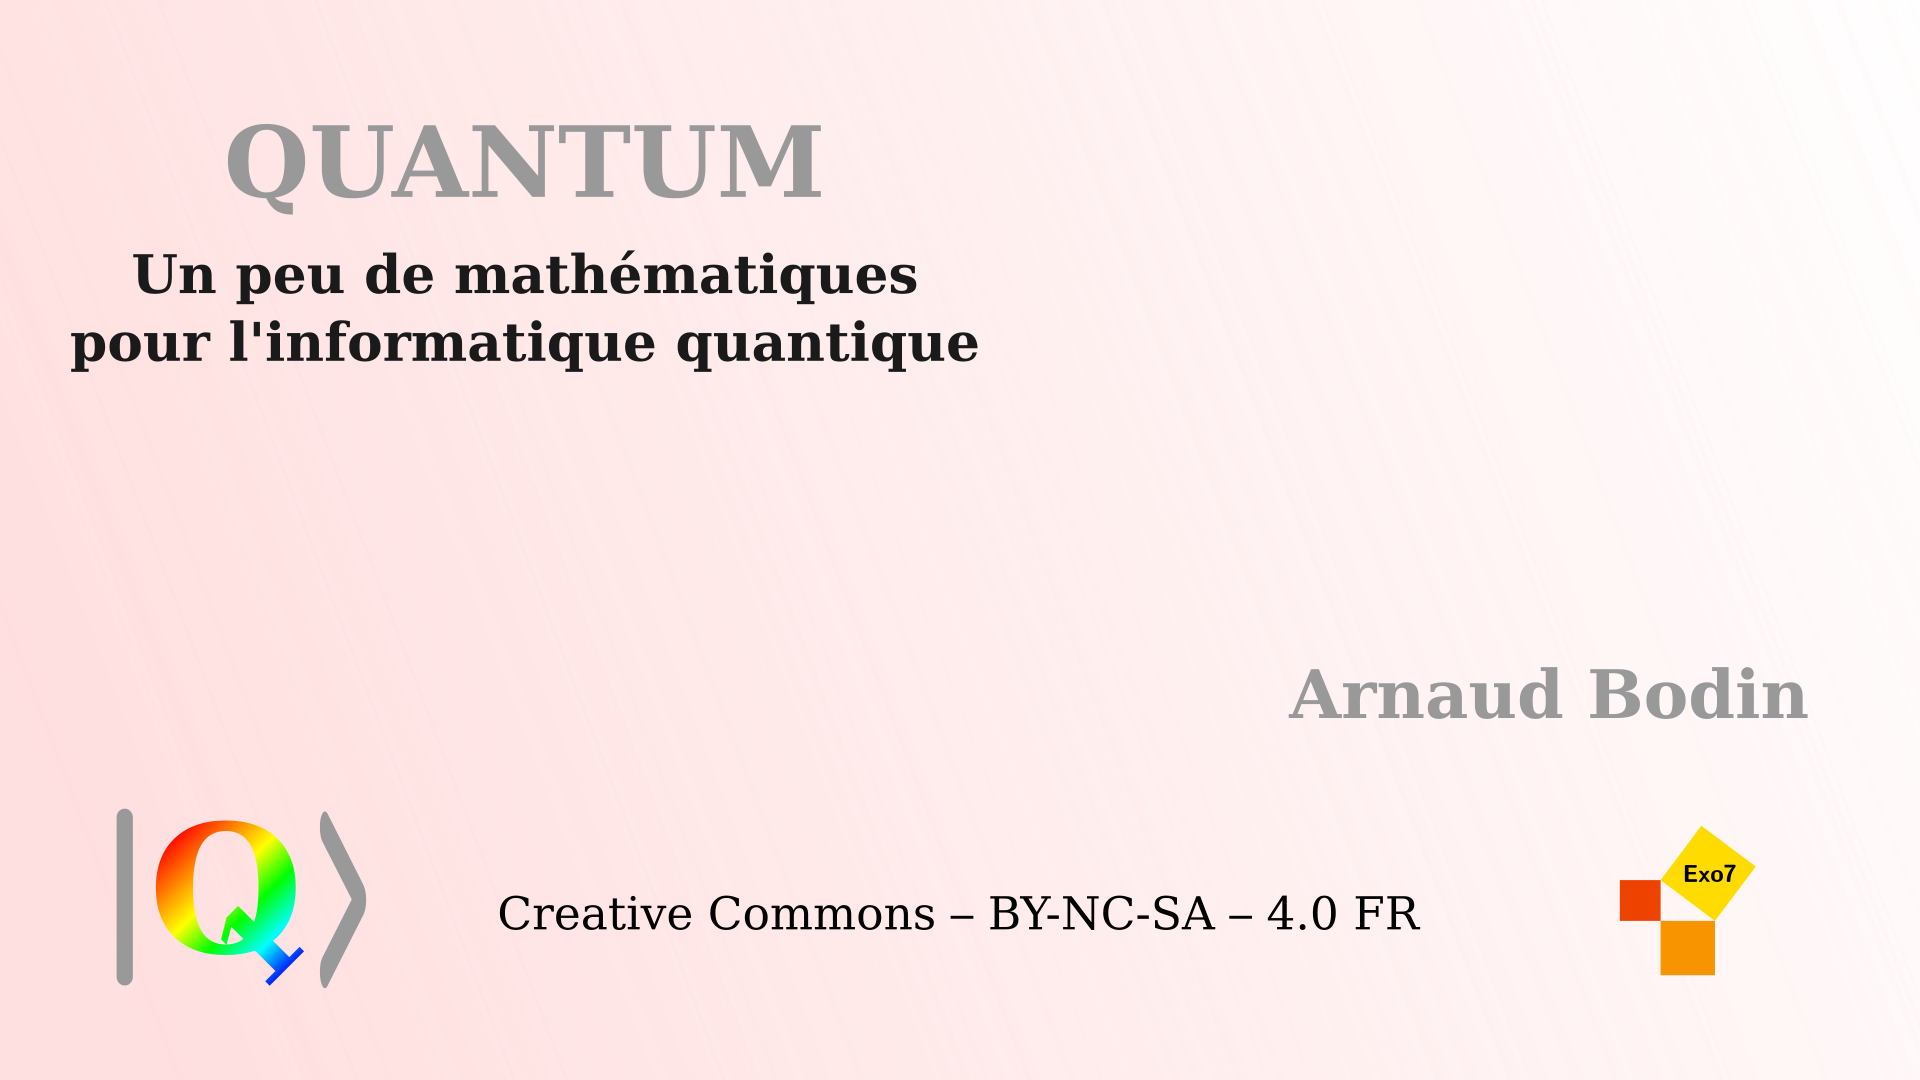 QUANTUM
Un peu de mathématiques
pour l'informatique quantique
Arnaud Bodin
|Q⟩
Creative Commons – BY-NC-SA – 4.0 FR
Exo7